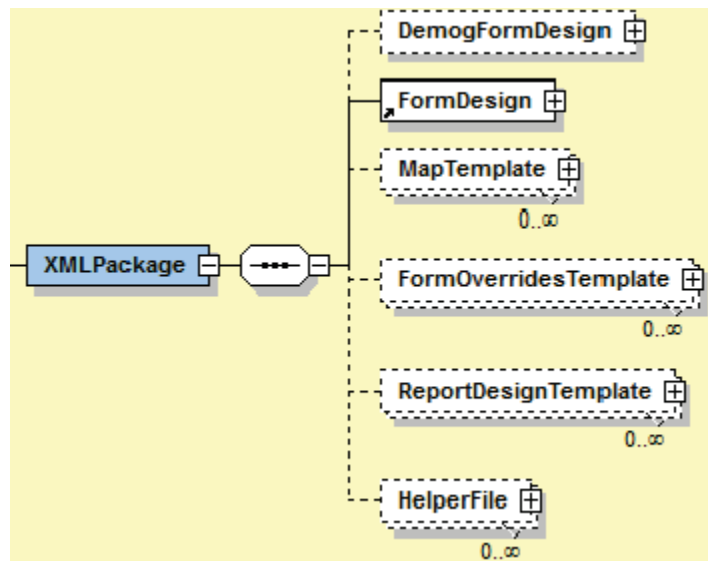 DemogFormDesign
FormDesign
MapTemplate
0..∞
XMLPackage
FormOverridesTemplate
0..∞
ReportDesignTemplate
0..∞
HelperFile
0..∞